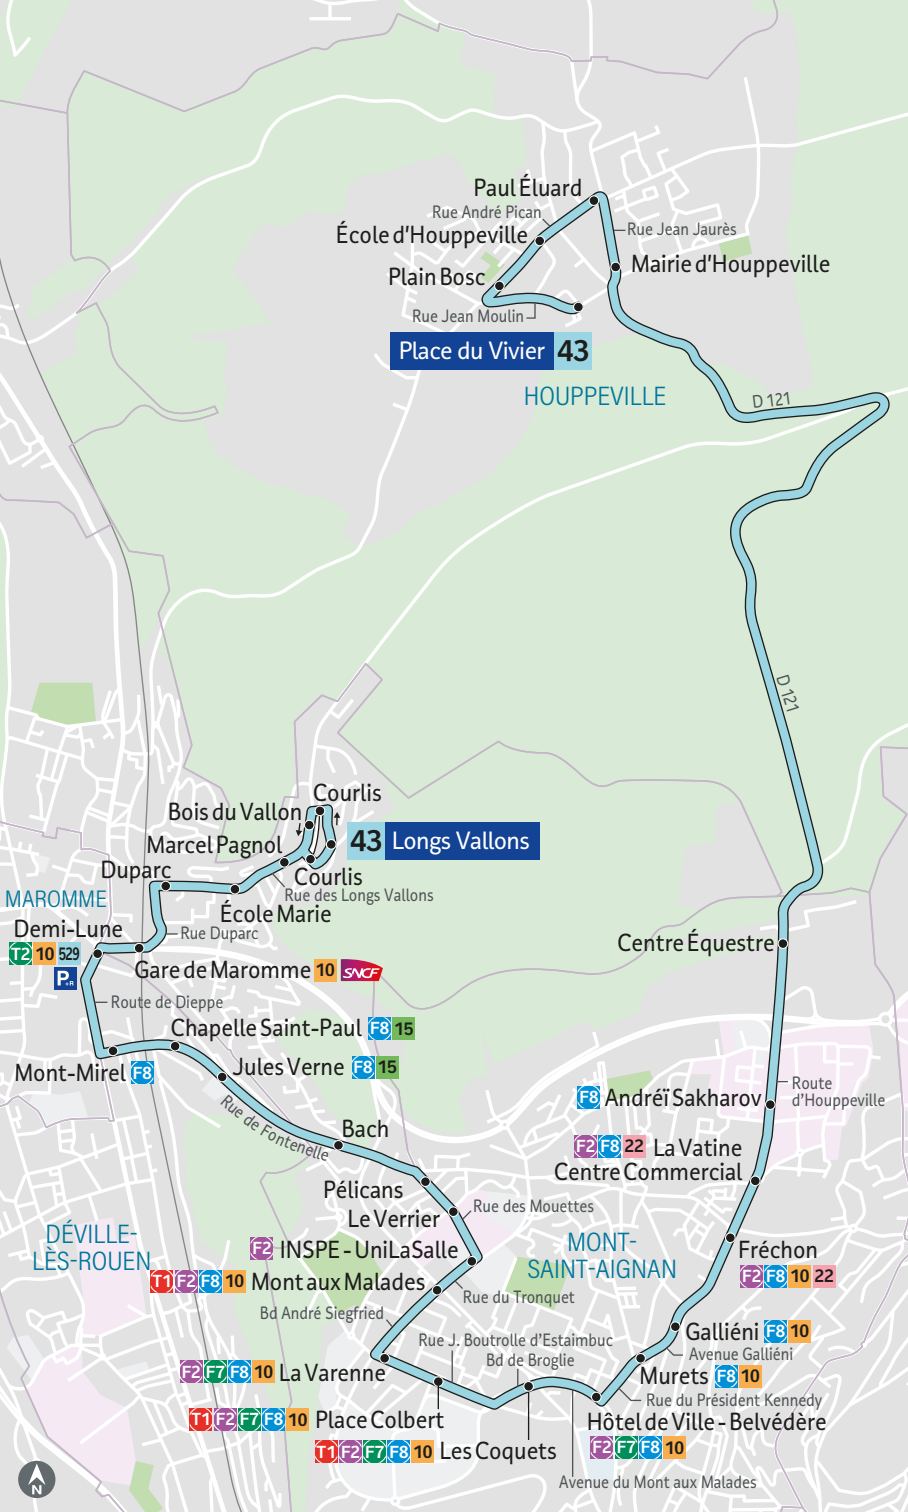 Paul Éluard
Rue André Pican
Rue Jean Jaurès
École d'Houppeville
Mairie d'Houppeville
Plain Bosc
Rue Jean Moulin
Place du Vivier 43
HOUPPEVILLE
D 121
D 121
Courlis
Bois du Vallon
43 Longs Vallons
Marcel Pagnol
Duparc
Courlis
Rue des Longs Vallons
MAROMME
École Marie
Demi-Lune
Rue Duparc
T2 10 529
P+R
Centre Équestre
Gare de Maromme 10 SNCF
Route de Dieppe
Chapelle Saint-Paul F8 15
Mont-Mirel F8
Jules Verne F8 15
F8 Andréï Sakharov
Route
d'Houppeville
Rue de Fontenelle
Bach
F2 F8 22 La Vatine
Centre Commercial
Pélicans
Le Verrier
Rue des Mouettes
DÉVILLE-
LÈS-ROUEN
F2 INSPE - UniLaSalle
MONT-
SAINT-AIGNAN
Fréchon
F2 F8 10 22
T1 F2 F8 10 Mont aux Malades
Rue du Tronquet
Bd André Siegfried
Galliéni F8 10
Avenue Galliéni
Rue J. Boutrolle d'Estaimbuc
Bd de Broglie
F2 F7 F8 10 La Varenne
Murets F8 10
Rue du Président Kennedy
T1 F2 F7 F8 10 Place Colbert
Hôtel de Ville - Belvédère
F2 F7 F8 10
T1 F2 F7 F8 10 Les Coquets
Avenue du Mont aux Malades
N